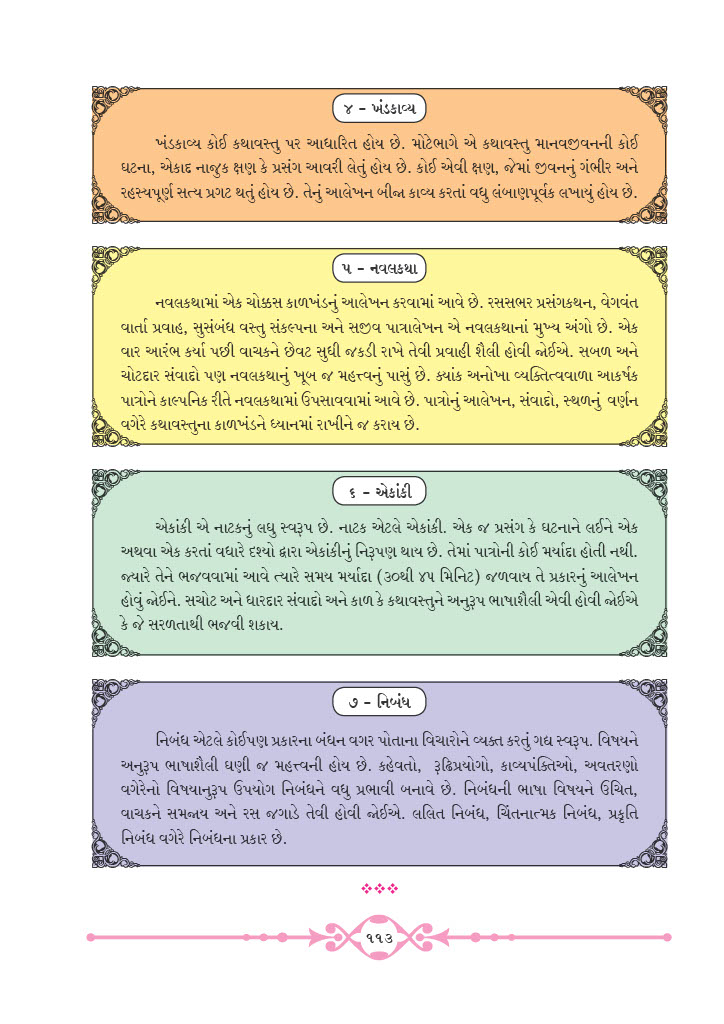 ૪ – ખંડકાવ્ય
ખંડકાવ્ય કોઈ કથાવસ્તુ પર આધારિત હોય છે. મોટેભાગે એ કથાવસ્તુ માનવજીવનની કોઈ
ઘટના, એકાદ નાજુક ક્ષણ કે પ્રસંગ આવરી લેતું હોય છે. કોઈ એવી ક્ષણ, જેમાં જીવનનું ગંભીર અને
રહસ્યપૂર્ણ સત્ય પ્રગટ થતું હોય છે. તેનું આલેખન બીજા કાવ્ય કરતાં વધુ લંબાણપૂર્વક લખાયું હોય છે.
૫ – નવલકથા
નવલકથામાં એક ચોક્કસ કાળખંડનું આલેખન કરવામાં આવે છે. રસસભર પ્રસંગકથન, વેગવંત
વાર્તા પ્રવાહ, સુસંબંધ વસ્તુ સંકલ્પના અને સજીવ પાત્રાલેખન એ નવલકથાનાં મુખ્ય અંગો છે. એક
વાર આરંભ કર્યા પછી વાચકને છેવટ સુધી જકડી રાખે તેવી પ્રવાહી શૈલી હોવી જોઈએ. સબળ અને
ચોટદાર સંવાદો પણ નવલકથાનું ખૂબ જ મહત્ત્વનું પાસું છે. ક્યાંક અનોખા વ્યક્તિત્વવાળા આકર્ષક
પાત્રોને કાલ્પનિક રીતે નવલકથામાં ઉપસાવવામાં આવે છે. પાત્રોનું આલેખન, સંવાદો, સ્થળનું વર્ણન
વગેરે કથાવસ્તુના કાળખંડને ધ્યાનમાં રાખીને જ કરાય છે.
૬ – એકાંકી
એકાંકી એ નાટકનું લઘુ સ્વરૂપ છે. નાટક એટલે એકાંકી. એક જ પ્રસંગ કે ઘટનાને લઈને એક
અથવા એક કરતાં વધારે દૃશ્યો દ્વારા એકાંકીનું નિરૂપણ થાય છે. તેમાં પાત્રોની કોઈ મર્યાદા હોતી નથી.
જ્યારે તેને ભજવવામાં આવે ત્યારે સમય મર્યાદા (૩૦થી ૪૫ મિનિટ) જળવાય તે પ્રકારનું આલેખન
હોવું જોઈને. સચોટ અને ધારદાર સંવાદો અને કાળ કે કથાવસ્તુને અનુરૂપ ભાષાશૈલી એવી હોવી જોઈએ
કે જે સરળતાથી ભજવી શકાય.
૭ – નિબંધ
નિબંધ એટલે કોઈપણ પ્રકારના બંધન વગર પોતાના વિચારોને વ્યક્ત કરતું ગદ્ય સ્વરૂપ. વિષયને
અનુરૂપ ભાષાશૈલી ઘણી જ મહત્ત્વની હોય છે. કહેવતો, રૂઢિપ્રયોગો, કાવ્યપંક્તિઓ, અવતરણો
વગેરેનો વિષયાનુરૂપ ઉપયોગ નિબંધને વધુ પ્રભાવી બનાવે છે. નિબંધની ભાષા વિષયને ઉચિત,
વાચકને સમજાય અને રસ જગાડે તેવી હોવી જોઈએ. લલિત નિબંધ, ચિંતનાત્મક નિબંધ, પ્રકૃતિ
નિબંધ વગેરે નિબંધના પ્રકાર છે.
૧૧૩